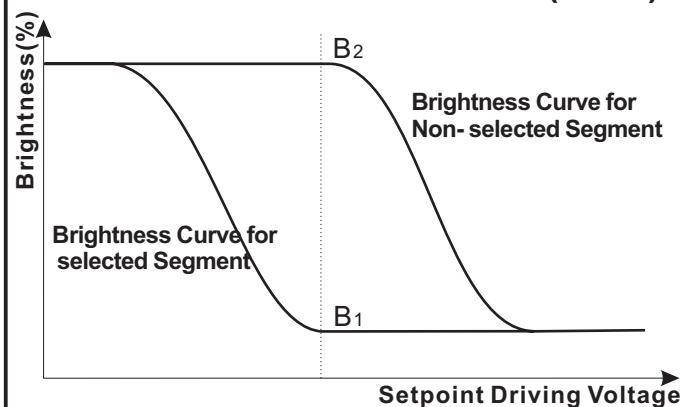 B2
Brightness Curve for
Non- selected Segment
Brightness(%)
Brightness Curve for
selected Segment
B1
Setpoint Driving Voltage